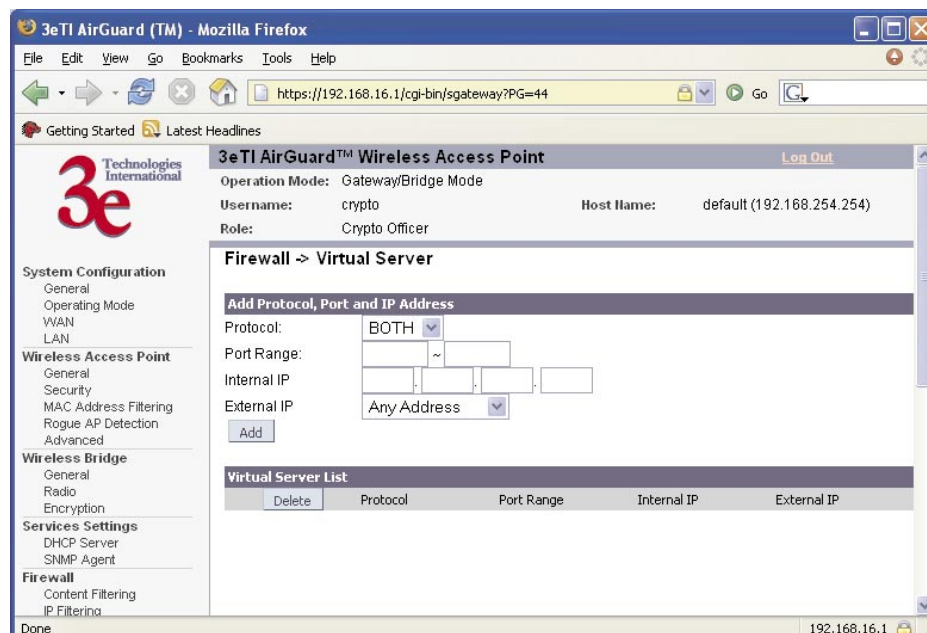 3eTI AirGuard (TM) - Mozilla Firefox
File Edit View Go Bookmarks Tools Help
https://192.168.16.1/cgi-bin/sgateway?PG=44 Go G
Getting Started Latest Headlines
3e Technologies International
3eTI AirGuard™ Wireless Access Point Log Out
Operation Mode: Gateway/Bridge Mode
Username: crypto Host Name: default (192.168.254.254)
Role: Crypto Officer
System Configuration
General
Operating Mode
WAN
LAN
Wireless Access Point
General
Security
MAC Address Filtering
Rogue AP Detection
Advanced
Wireless Bridge
General
Radio
Encryption
Services Settings
DHCP Server
SNMP Agent
Firewall
Content Filtering
IP Filtering
Firewall -> Virtual Server
Add Protocol, Port and IP Address
Protocol: BOTH
Port Range: ~
Internal IP . . .
External IP Any Address
Add
Virtual Server List
Delete Protocol Port Range Internal IP External IP
Done 192.168.16.1